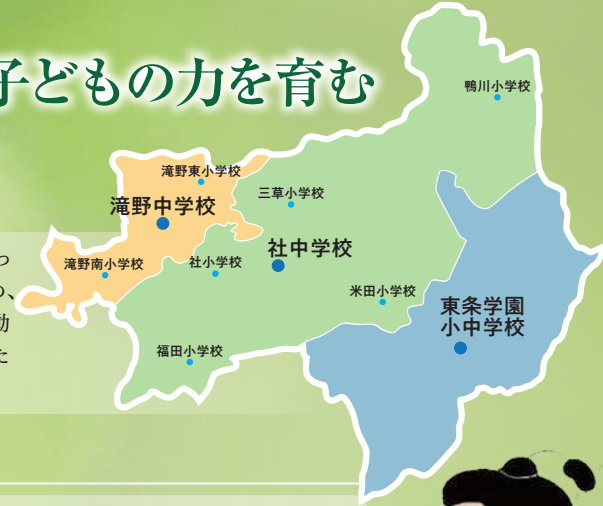 子どもの力を育む
鴨川小学校
滝野東小学校
三草小学校
滝野中学校
社中学校
滝野南小学校
社小学校
米田小学校
東条学園
小中学校
福田小学校
っ
動
た